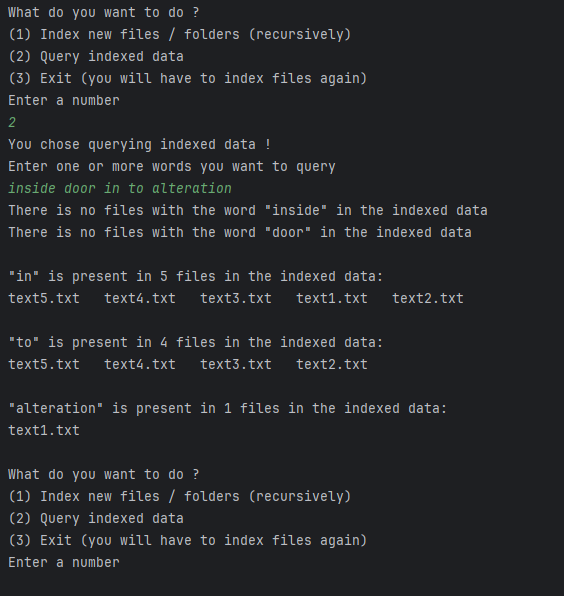 What do you want to do ?
(1) Index new files / folders (recursively)
(2) Query indexed data
(3) Exit (you will have to index files again)
Enter a number
2
You chose querying indexed data !
Enter one or more words you want to query
inside door in to alteration
There is no files with the word "inside" in the indexed data
There is no files with the word "door" in the indexed data
"in" is present in 5 files in the indexed data:
text5.txt   text4.txt   text3.txt   text1.txt   text2.txt
"to" is present in 4 files in the indexed data:
text5.txt   text4.txt   text3.txt   text2.txt
"alteration" is present in 1 files in the indexed data:
text1.txt
What do you want to do ?
(1) Index new files / folders (recursively)
(2) Query indexed data
(3) Exit (you will have to index files again)
Enter a number